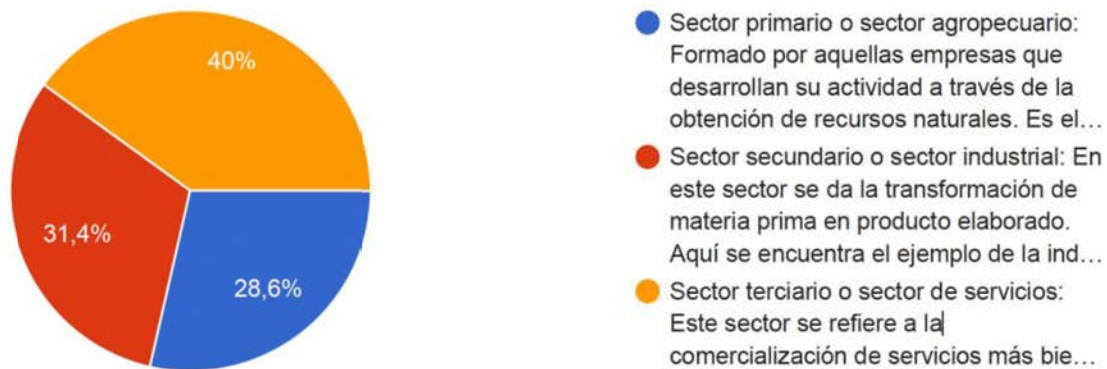 40%
31,4%
28,6%
Sector primario o sector agropecuario:
Formado por aquellas empresas que
desarrollan su actividad a través de la
obtención de recursos naturales. Es el...
Sector secundario o sector industrial: En
este sector se da la transformación de
materia prima en producto elaborado.
Aquí se encuentra el ejemplo de la ind...
Sector terciario o sector de servicios:
Este sector se refiere a la
comercialización de servicios más bie...